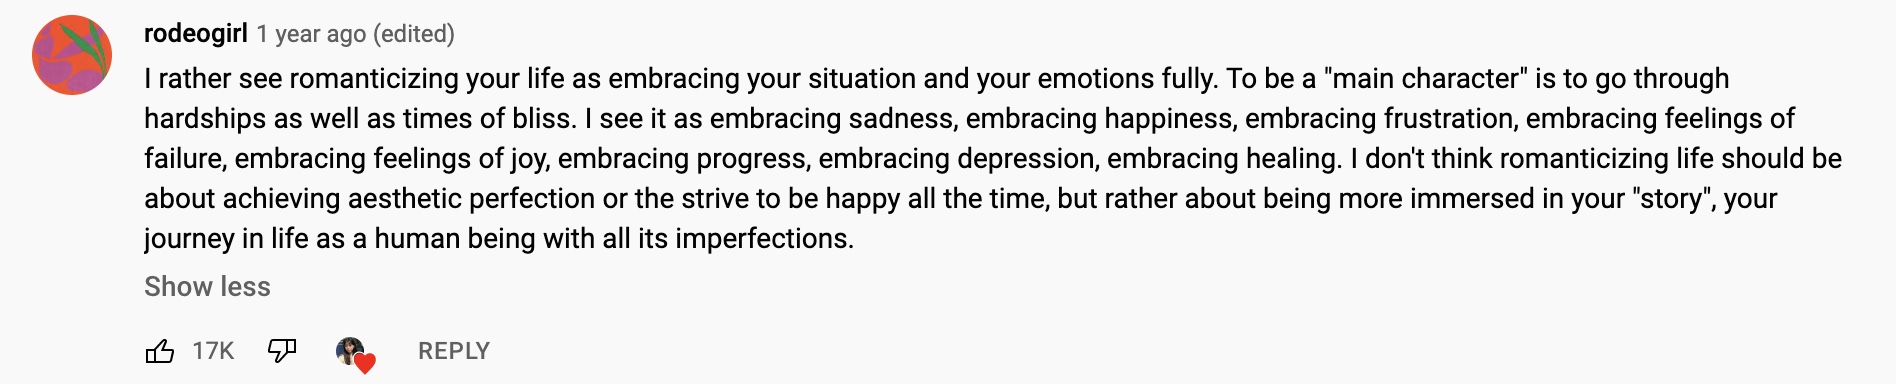 rodeogirl 1 year ago (edited)
I rather see romanticizing your life as embracing your situation and your emotions fully. To be a "main character" is to go through
hardships as well as times of bliss. I see it as embracing sadness, embracing happiness, embracing frustration, embracing feelings of
failure, embracing feelings of joy, embracing progress, embracing depression, embracing healing. I don't think romanticizing life should be
about achieving aesthetic perfection or the strive to be happy all the time, but rather about being more immersed in your "story", your
journey in life as a human being with all its imperfections.
Show less
17K REPLY